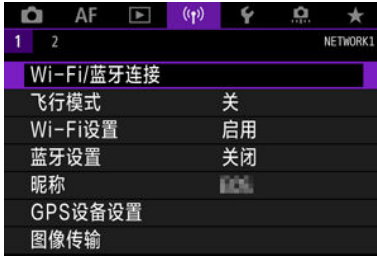 AF
1 2 NETWORK1
Wi-Fi/蓝牙连接
飞行模式 关
Wi-Fi设置 启用
蓝牙设置 关闭
昵称
GPS设备设置
图像传输